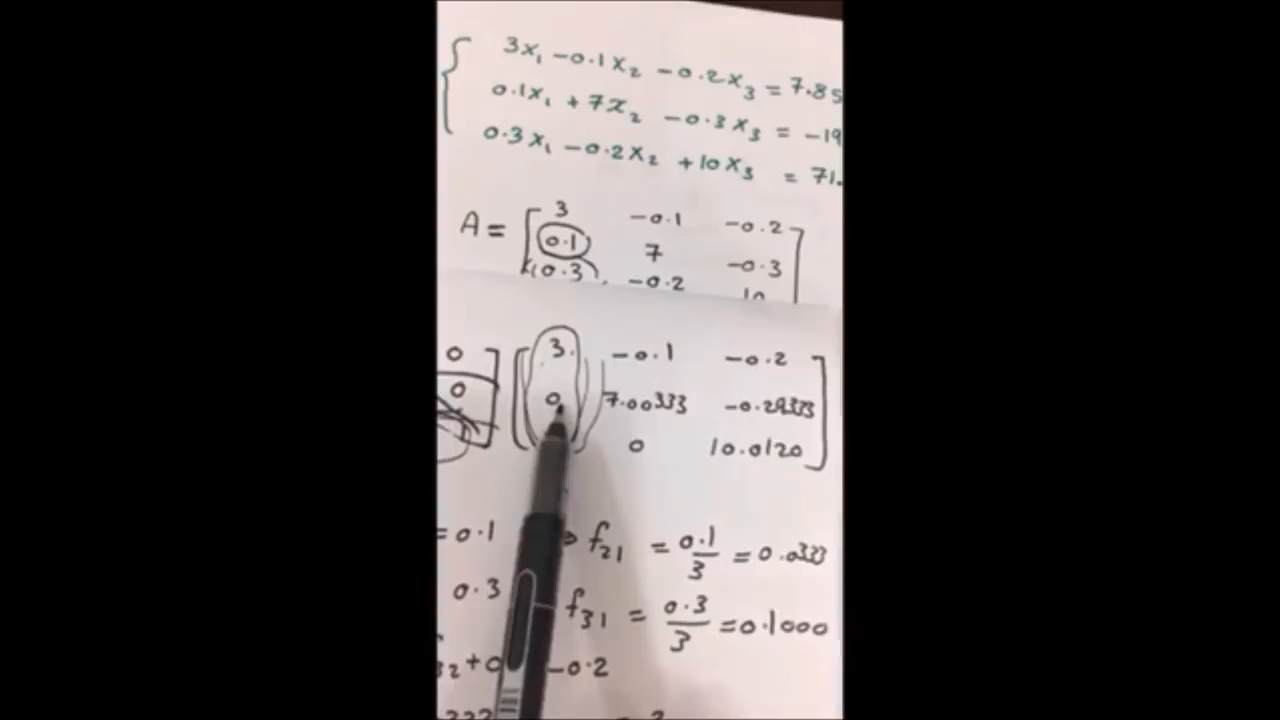 3x₁ -0.1x₂ -0.2x₃ = 7.85
0.1x₁ + 7x₂ -0.3x₃ = -19
0.3x₁ -0.2x₂ +10x₃ = 71.
A = [ 3 -0.1 -0.2 ]
0.1 7 -0.3
0.3 -0.2 10
0 ] [ 3 -0.1 -0.2 ]
0 0 7.00333 -0.29333
0 10.0120
= 0.1 ⇒ f₂₁ = 0.1/3 = 0.0333
0.3 f₃₁ = 0.3/3 = 0.1000
32 +0 -0.2